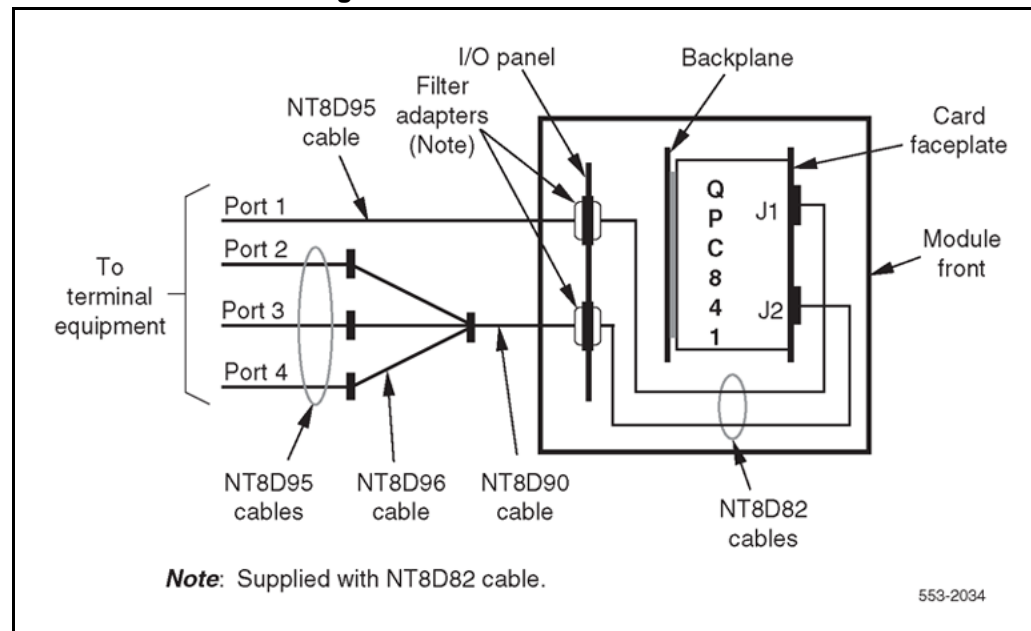 I/O panel
Backplane
Filter
adapters
(Note)
NT8D95
cable
Card
faceplate
Q
P
C
8
4
1
J1
J2
Module
front
Port 1
Port 2
Port 3
Port 4
To
terminal
equipment
NT8D95
cables
NT8D96
cable
NT8D90
cable
NT8D82
cables
Note: Supplied with NT8D82 cable.
553-2034